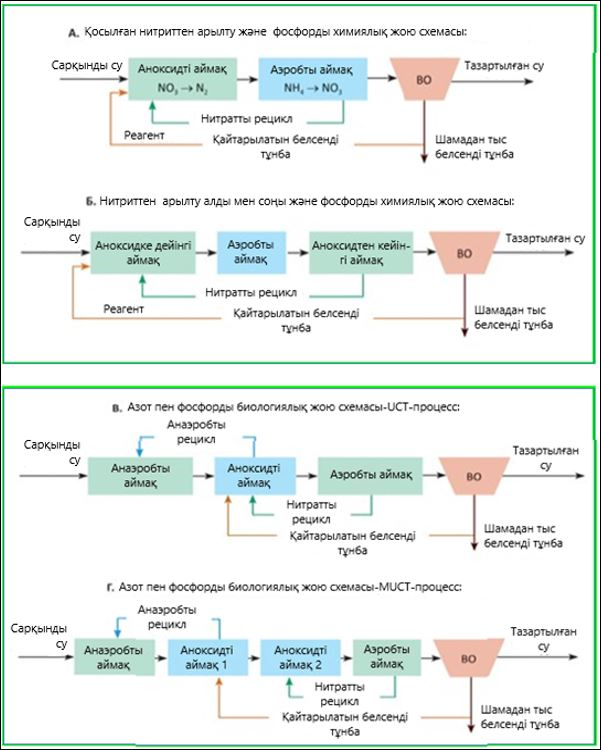 А. Қосылған нитриттен арылту және фосфорды химиялық жою схемасы:
Сарқынды су
Аноксидті аймақ
NO₃ → N₂
Аэробты аймақ
NH₄ → NO₃
ВО
Тазартылған су
Нитратты рецикл
Реагент
Қайтарылатын белсенді
тұнба
Шамадан тыс
белсенді тұнба
Б. Нитриттен арылту алды мен соңы және фосфорды химиялық жою схемасы:
Сарқынды
су
Аноксидке дейінгі
аймақ
Аэробты
аймақ
Аноксидтен кейін-
гі аймақ
ВО
Тазартылған су
Нитратты рецикл
Реагент
Қайтарылатын белсенді
тұнба
Шамадан тыс
белсенді тұнба
В. Азот пен фосфорды биологиялық жою схемасы-UCT-процесс:
Анаэробты
рецикл
Сарқынды
су
Анаэробты
аймақ
Аноксидті
аймақ
Аэробты аймақ
ВО
Тазартылған
су
Нитратты
рецикл
Қайтарылатын белсенді
тұнба
Шамадан тыс
белсенді тұнба
Г. Азот пен фосфорды биологиялық жою схемасы-MUCT-процесс:
Анаэробты
рецикл
Сарқынды
су
Анаэробты
аймақ
Аноксидті
аймақ 1
Аноксидті
аймақ 2
Аэробты
аймақ
ВО
Тазартылған
су
Нитратты
рецикл
Қайтарылатын белсенді
тұнба
Шамадан тыс
белсенді тұнба